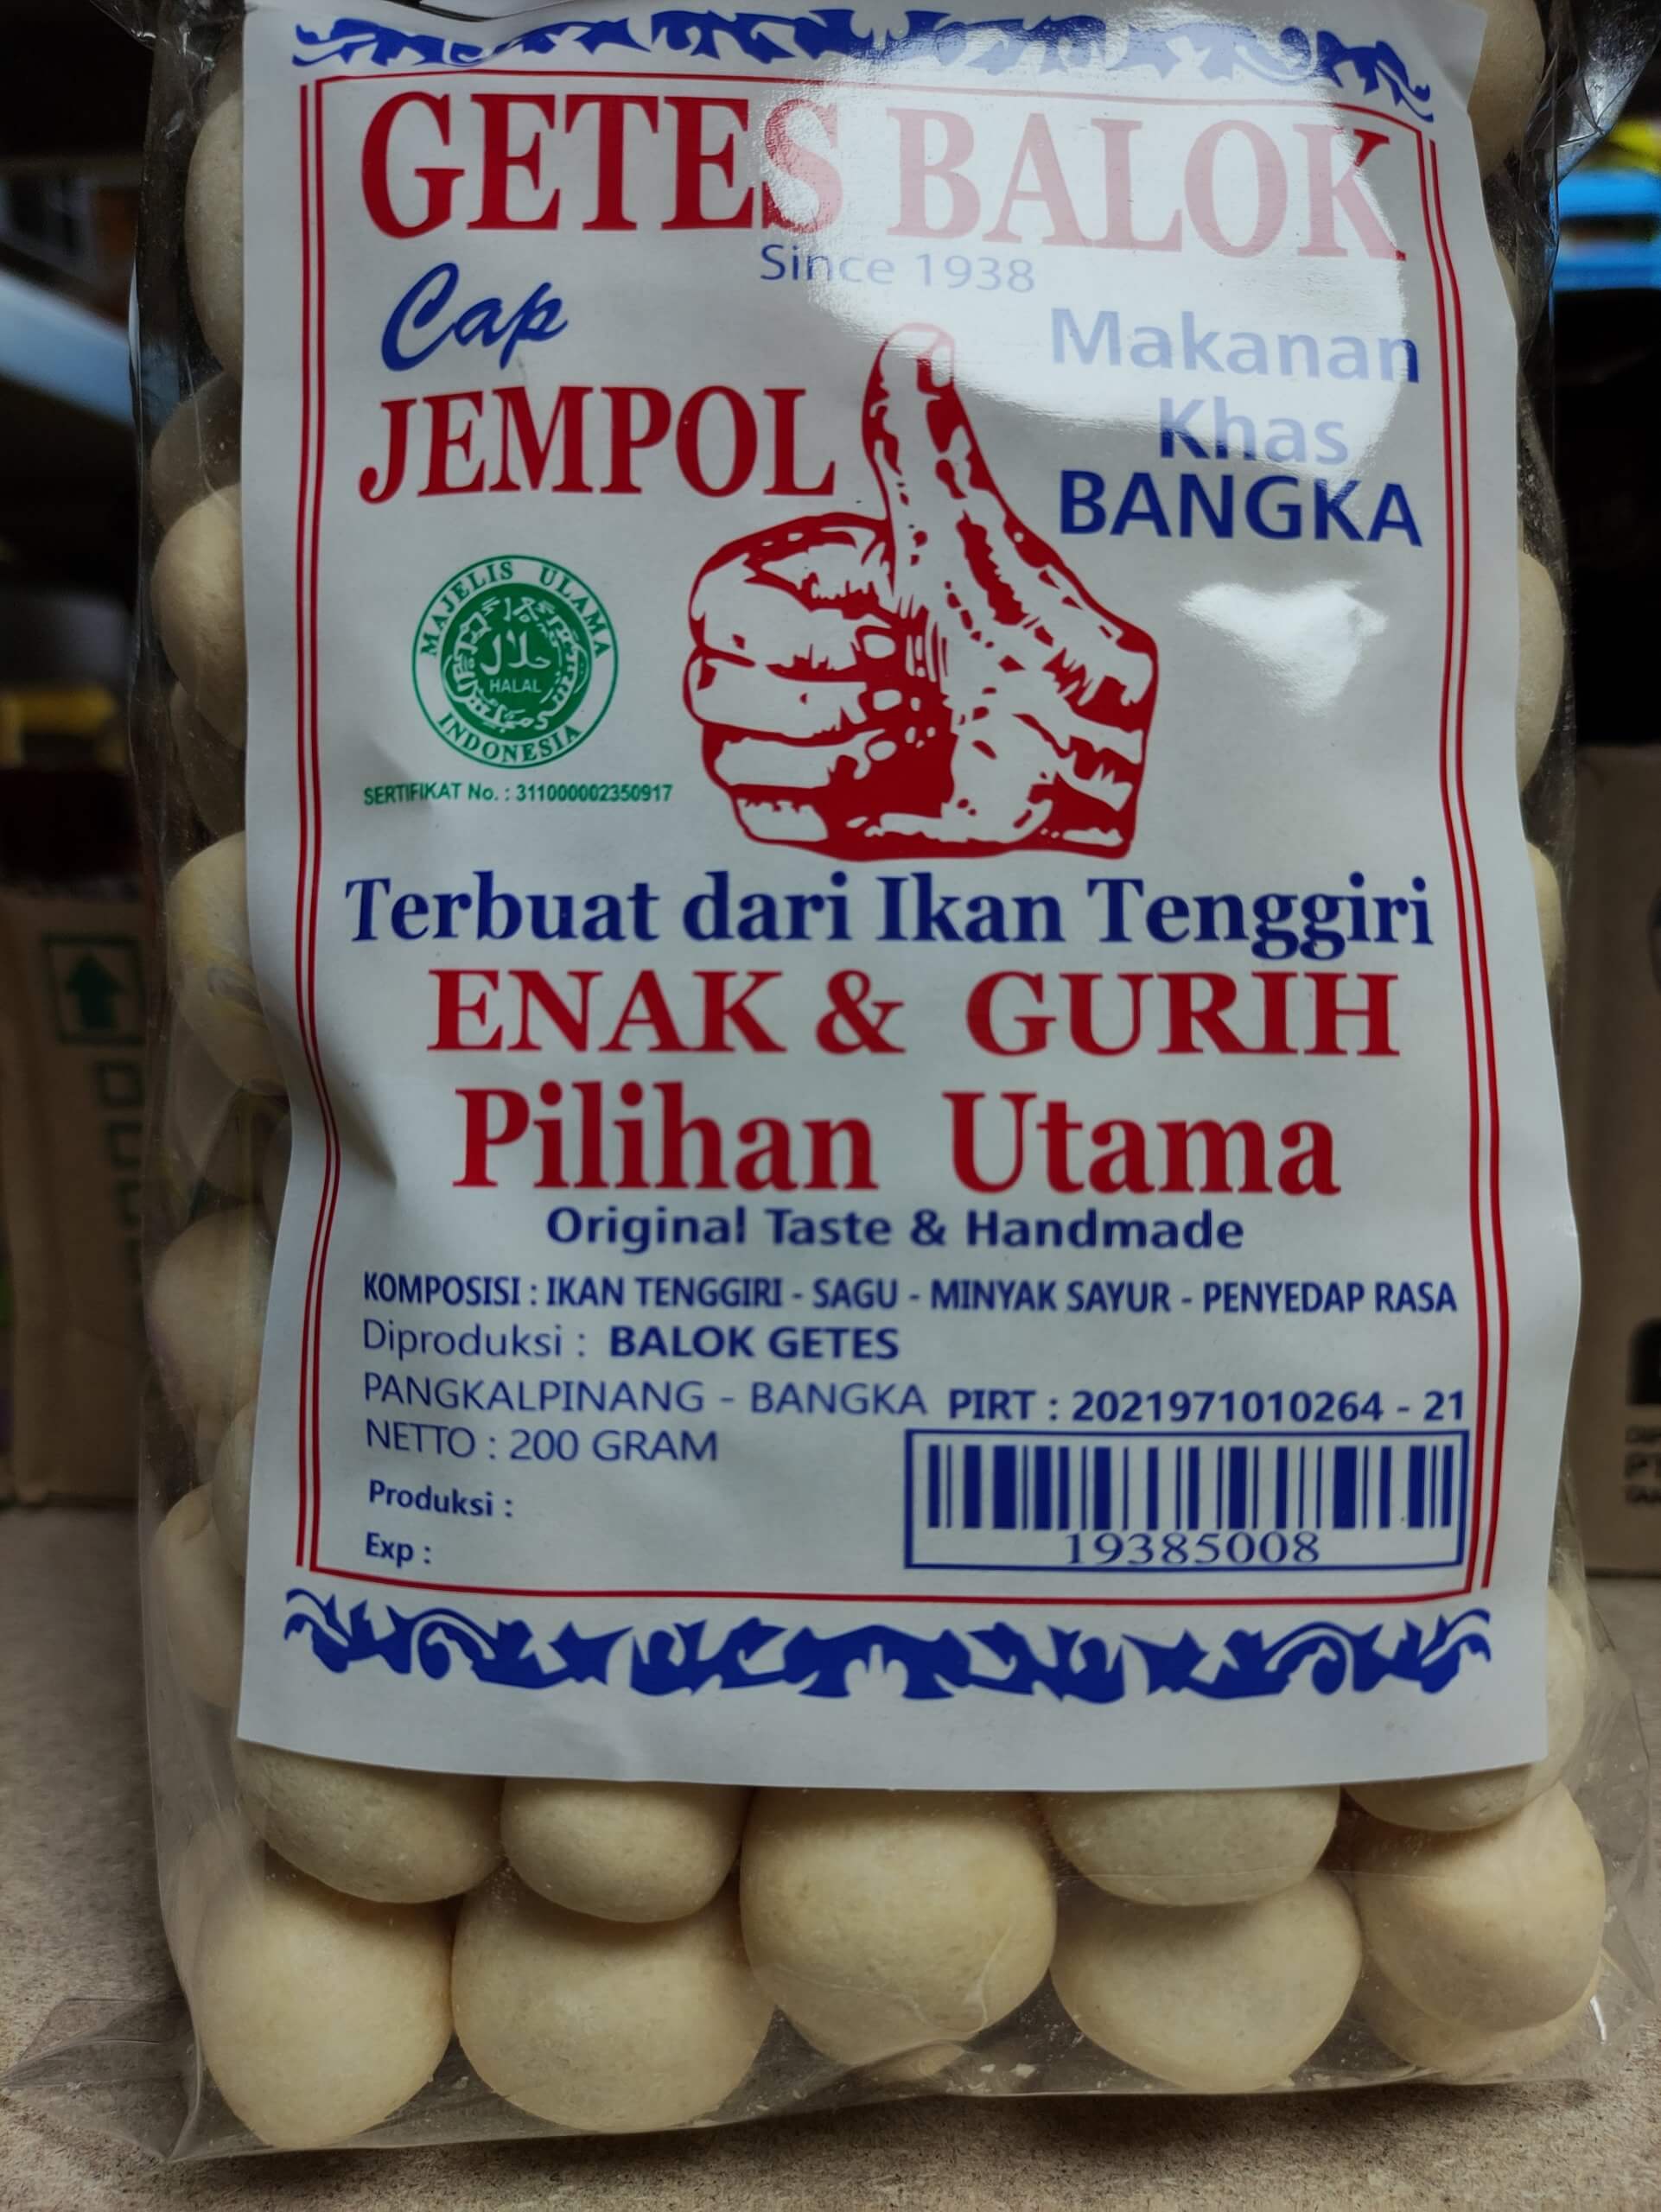 GETES BALOK
Since 1938
Cap
JEMPOL
Makanan
Khas
BANGKA
MAJELIS ULAMA
حلال
HALAL
INDONESIA
SERTIFIKAT No. : 311000002350917
Terbuat dari Ikan Tenggiri
ENAK & GURIH
Pilihan Utama
Original Taste & Handmade
KOMPOSISI : IKAN TENGGIRI - SAGU - MINYAK SAYUR - PENYEDAP RASA
Diproduksi : BALOK GETES
PANGKALPINANG - BANGKA
PIRT : 2021971010264 - 21
NETTO : 200 GRAM
Produksi :
Exp :
19385008